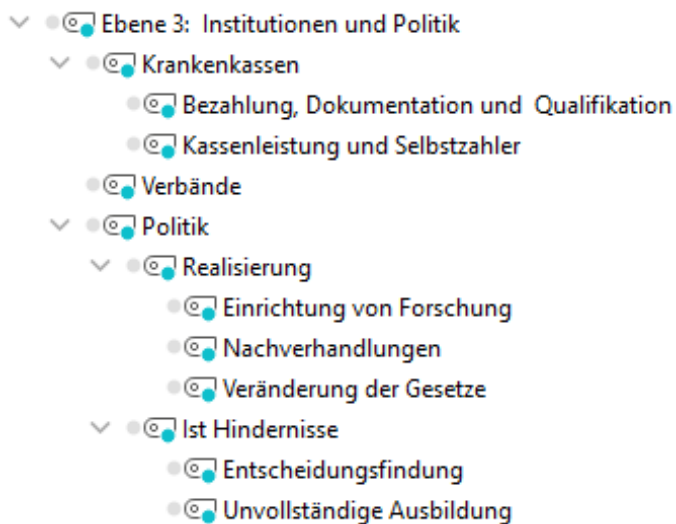 Ebene 3:  Institutionen und Politik
Krankenkassen
Bezahlung, Dokumentation und  Qualifikation
Kassenleistung und Selbstzahler
Verbände
Politik
Realisierung
Einrichtung von Forschung
Nachverhandlungen
Veränderung der Gesetze
Ist Hindernisse
Entscheidungsfindung
Unvollständige Ausbildung